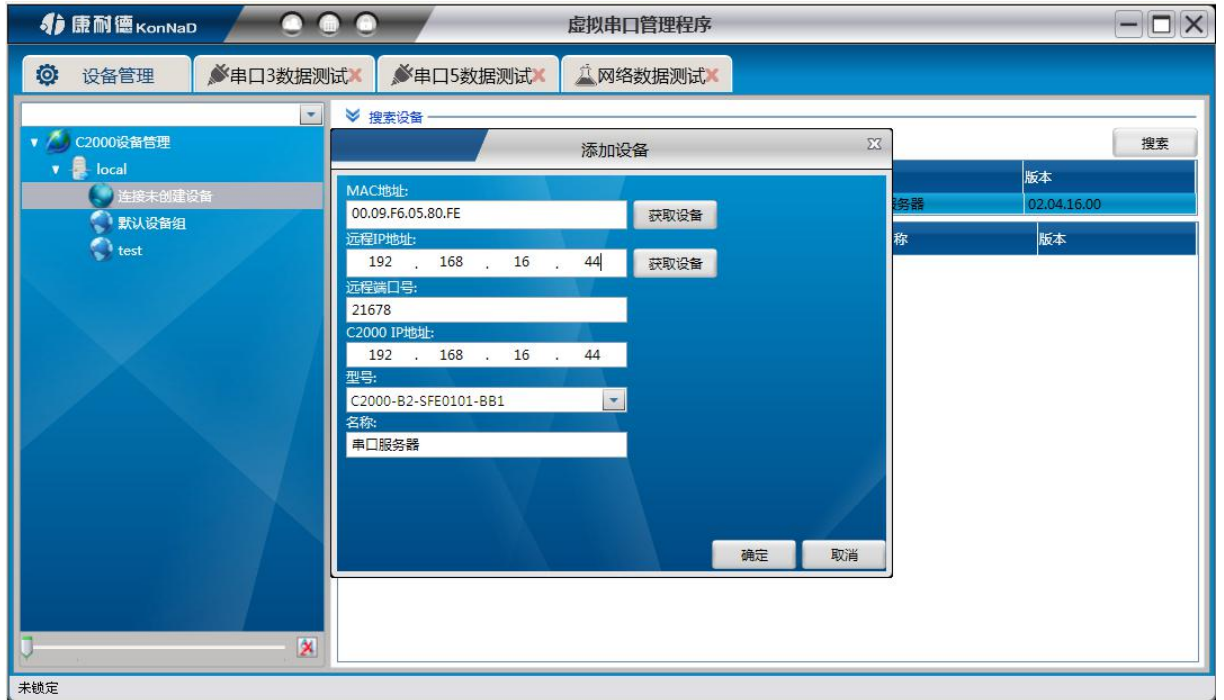 康耐德 KonNaD
虚拟串口管理程序
设备管理
串口3数据测试
串口5数据测试
网络数据测试
C2000设备管理
local
连接未创建设备
默认设备组
test
搜索设备
搜索
版本
务器 02.04.16.00
称 版本
添加设备
MAC地址:
00.09.F6.05.80.FE 获取设备
远程IP地址:
192 . 168 . 16 . 44 获取设备
远程端口号:
21678
C2000 IP地址:
192 . 168 . 16 . 44
型号:
C2000-B2-SFE0101-BB1
名称:
串口服务器
确定 取消
未锁定